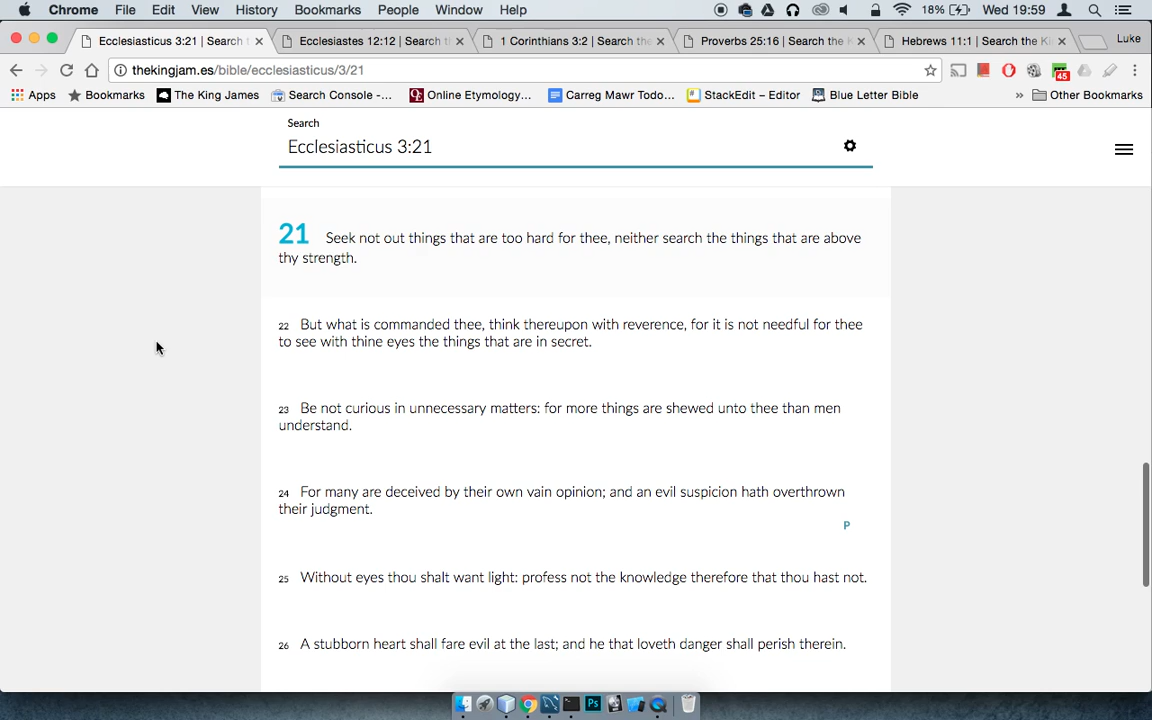 Chrome File Edit View History Bookmarks People Window Help 18% Wed 19:59
Ecclesiasticus 3:21 | Search t Ecclesiastes 12:12 | Search t 1 Corinthians 3:2 | Search the Proverbs 25:16 | Search the K Hebrews 11:1 | Search the Ki Luke
thekingjam.es/bible/ecclesiasticus/3/21 45
Apps Bookmarks The King James Search Console -... Online Etymology... Carreg Mawr Todo... StackEdit – Editor Blue Letter Bible » Other Bookmarks
Search
Ecclesiasticus 3:21
21 Seek not out things that are too hard for thee, neither search the things that are above
thy strength.
22 But what is commanded thee, think thereupon with reverence, for it is not needful for thee
to see with thine eyes the things that are in secret.
23 Be not curious in unnecessary matters: for more things are shewed unto thee than men
understand.
24 For many are deceived by their own vain opinion; and an evil suspicion hath overthrown
their judgment.
P
25 Without eyes thou shalt want light: profess not the knowledge therefore that thou hast not.
26 A stubborn heart shall fare evil at the last; and he that loveth danger shall perish therein.
Ps